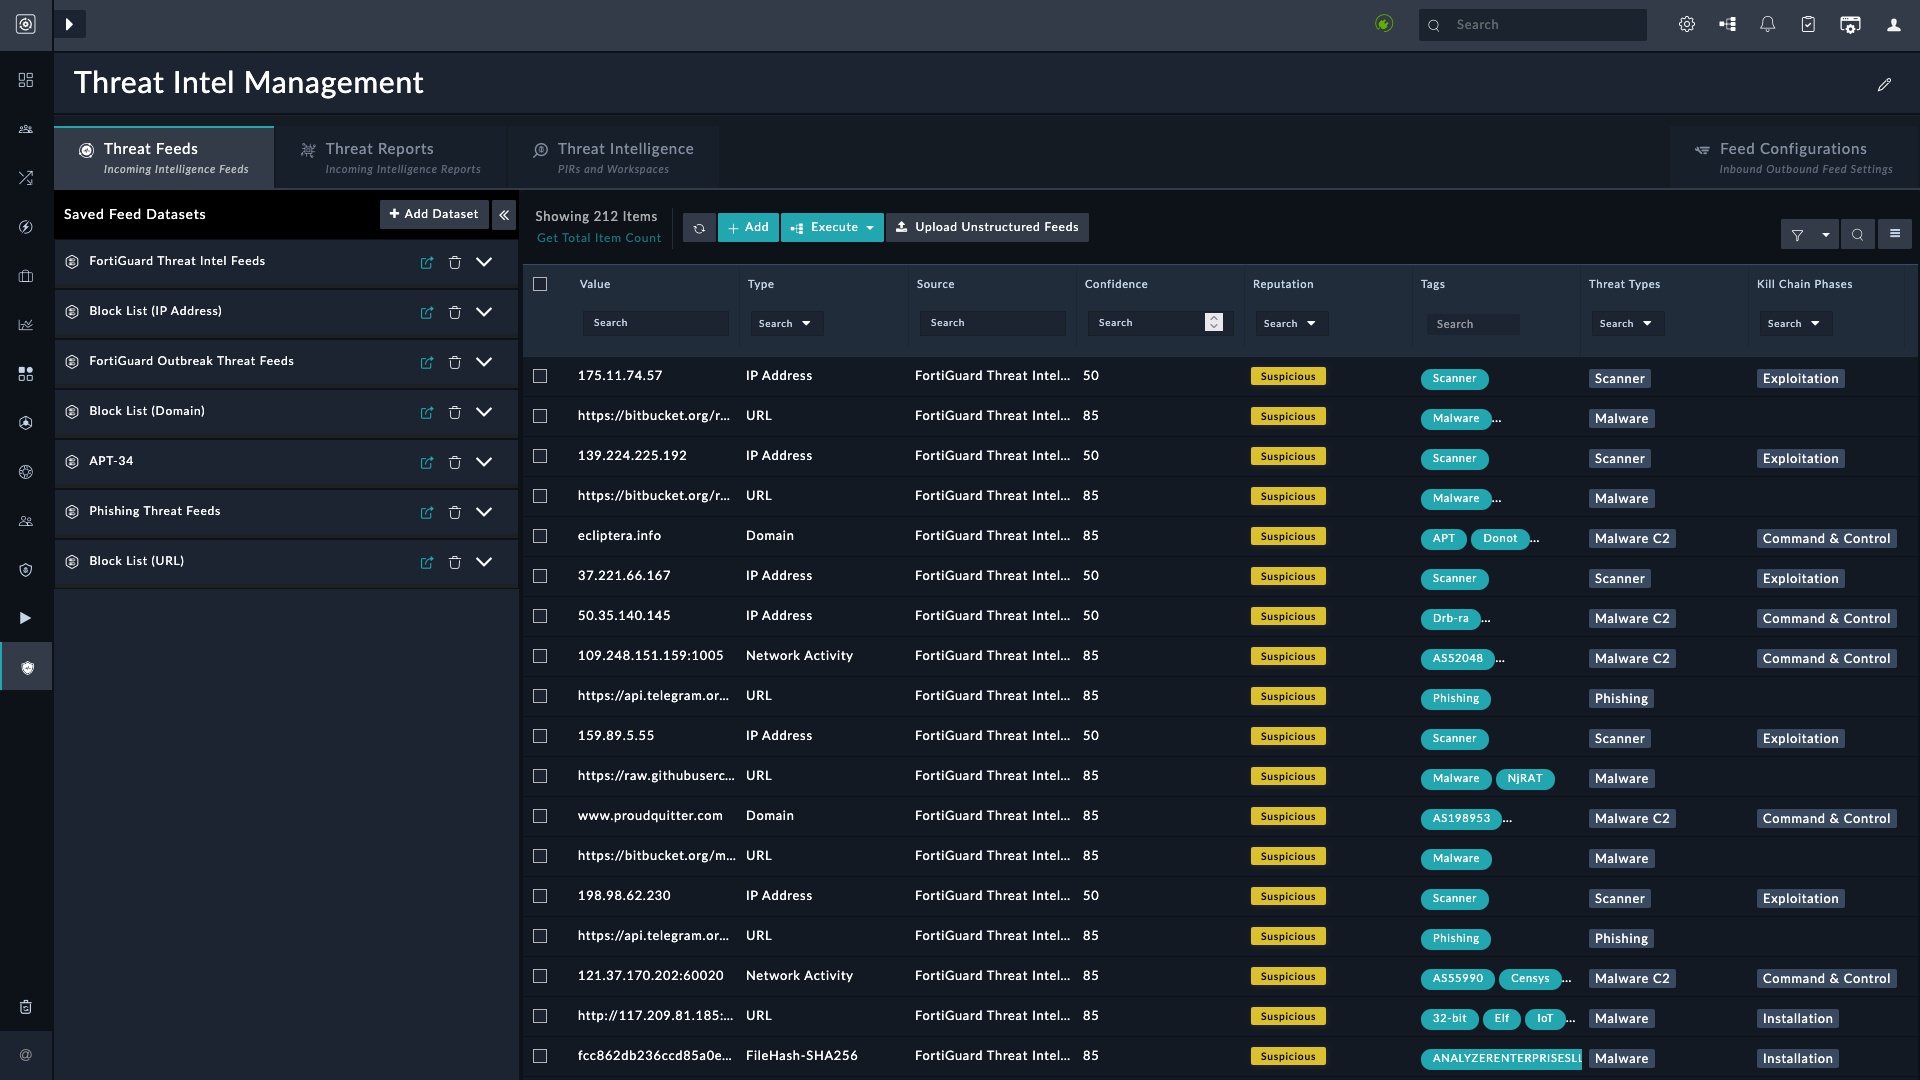 Search
Threat Intel Management
Threat Feeds
Incoming Intelligence Feeds
Threat Reports
Incoming Intelligence Reports
Threat Intelligence
PIRs and Workspaces
Feed Configurations
Inbound Outbound Feed Settings
Saved Feed Datasets
+ Add Dataset
FortiGuard Threat Intel Feeds
Block List (IP Address)
FortiGuard Outbreak Threat Feeds
Block List (Domain)
APT-34
Phishing Threat Feeds
Block List (URL)
@
Showing 212 Items
Get Total Item Count
+ Add
Execute
Upload Unstructured Feeds
Value Type Source Confidence Reputation Tags Threat Types Kill Chain Phases
Search Search Search Search Search Search Search Search
175.11.74.57 IP Address FortiGuard Threat Intel... 50 Suspicious Scanner Scanner Exploitation
https://bitbucket.org/r... URL FortiGuard Threat Intel... 85 Suspicious Malware ... Malware
139.224.225.192 IP Address FortiGuard Threat Intel... 50 Suspicious Scanner Scanner Exploitation
https://bitbucket.org/r... URL FortiGuard Threat Intel... 85 Suspicious Malware ... Malware
ecliptera.info Domain FortiGuard Threat Intel... 85 Suspicious APT Donot ... Malware C2 Command & Control
37.221.66.167 IP Address FortiGuard Threat Intel... 50 Suspicious Scanner Scanner Exploitation
50.35.140.145 IP Address FortiGuard Threat Intel... 50 Suspicious Drb-ra ... Malware C2 Command & Control
109.248.151.159:1005 Network Activity FortiGuard Threat Intel... 85 Suspicious AS52048 ... Malware C2 Command & Control
https://api.telegram.or... URL FortiGuard Threat Intel... 85 Suspicious Phishing Phishing
159.89.5.55 IP Address FortiGuard Threat Intel... 50 Suspicious Scanner Scanner Exploitation
https://raw.githubuserc... URL FortiGuard Threat Intel... 85 Suspicious Malware NjRAT Malware
www.proudquitter.com Domain FortiGuard Threat Intel... 85 Suspicious AS198953 ... Malware C2 Command & Control
https://bitbucket.org/m... URL FortiGuard Threat Intel... 85 Suspicious Malware Malware
198.98.62.230 IP Address FortiGuard Threat Intel... 50 Suspicious Scanner Scanner Exploitation
https://api.telegram.or... URL FortiGuard Threat Intel... 85 Suspicious Phishing Phishing
121.37.170.202:60020 Network Activity FortiGuard Threat Intel... 85 Suspicious AS55990 Censys ... Malware C2 Command & Control
http://117.209.81.185:... URL FortiGuard Threat Intel... 85 Suspicious 32-bit Elf IoT ... Malware Installation
fcc862db236ccd85a0e... FileHash-SHA256 FortiGuard Threat Intel... 85 Suspicious ANALYZERENTERPRISESLL Malware Installation